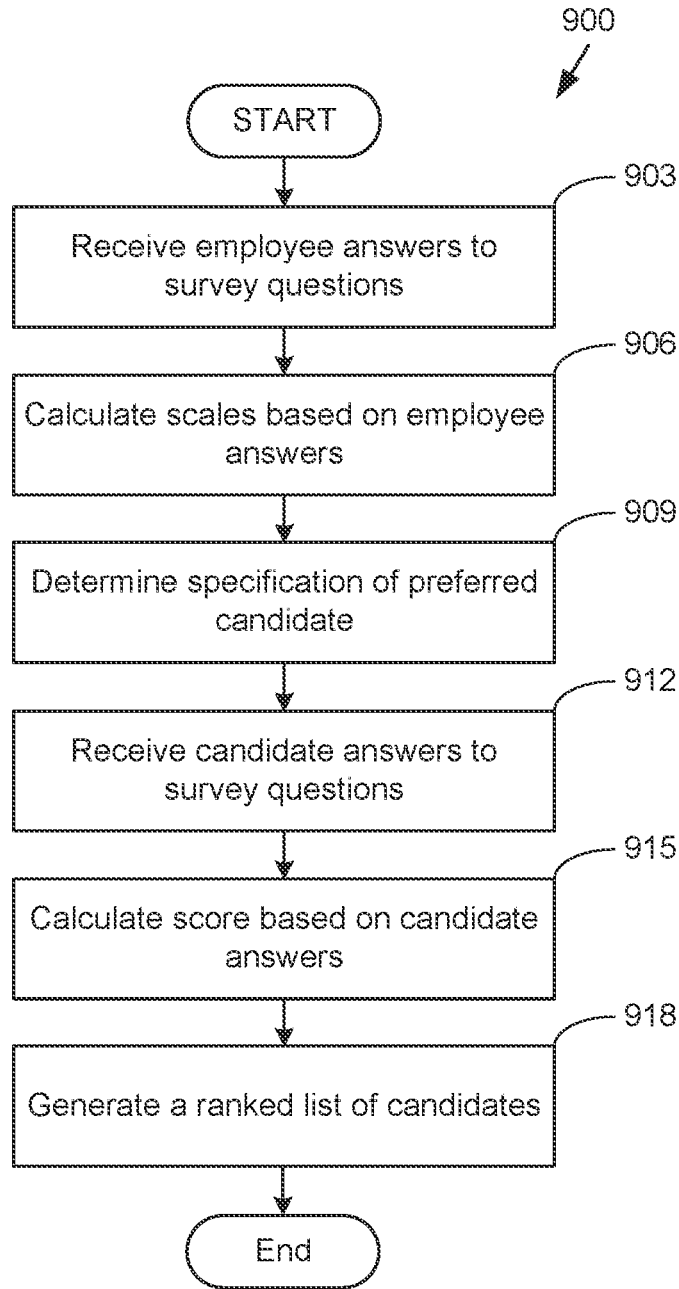 900
START
903
Receive employee answers to
survey questions
906
Calculate scales based on employee
answers
909
Determine specification of preferred
candidate
912
Receive candidate answers to
survey questions
915
Calculate score based on candidate
answers
918
Generate a ranked list of candidates
End